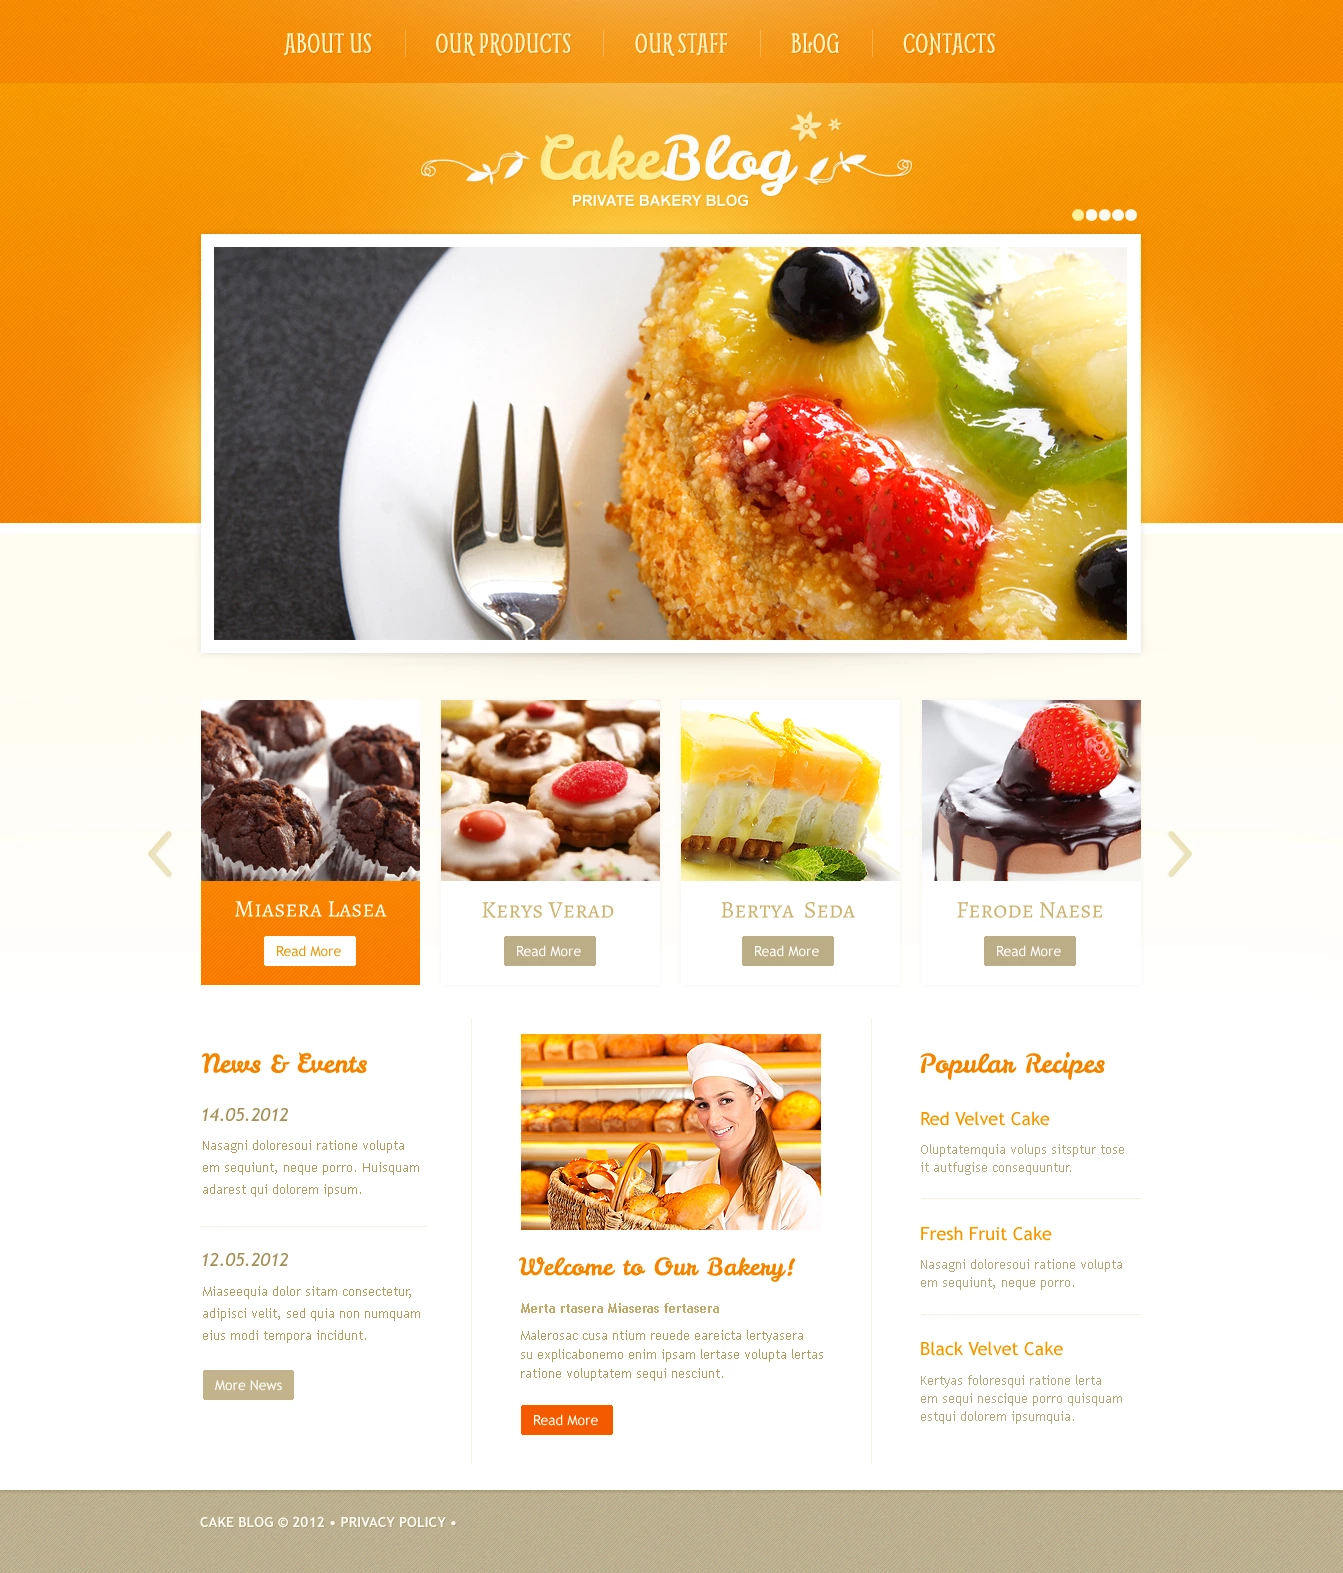 ABOUT US
OUR PRODUCTS
OUR STAFF
BLOG
CONTACTS
CakeBlog
PRIVATE BAKERY BLOG
Miasera Lasea
Kerys Verad
Bertya Seda
Ferode Naese
Read More
Read More
Read More
Read More
News & Events
14.05.2012
Nasagni doloresoui ratione volupta
em sequiunt, neque porro. Huisquam
adarest qui dolorem ipsum.
12.05.2012
Miaseequia dolor sitam consectetur,
adipisci velit, sed quia non numquam
eius modi tempora incidunt.
More News
Welcome to Our Bakery!
Merta rtasera Miaseras fertasera
Malerosac cusa ntium reuede eareicta lertyasera
su explicabonemo enim ipsam lertase volupta lertas
ratione voluptatem sequi nesciunt.
Read More
Popular Recipes
Red Velvet Cake
Oluptatemquia volups sitsptur tose
it autfugise consequuntur.
Fresh Fruit Cake
Nasagni doloresoui ratione volupta
em sequiunt, neque porro.
Black Velvet Cake
Kertyas foloresqui ratione lerta
em sequi nescique porro quisquam
estqui dolorem ipsumquia.
CAKE BLOG © 2012 • PRIVACY POLICY •